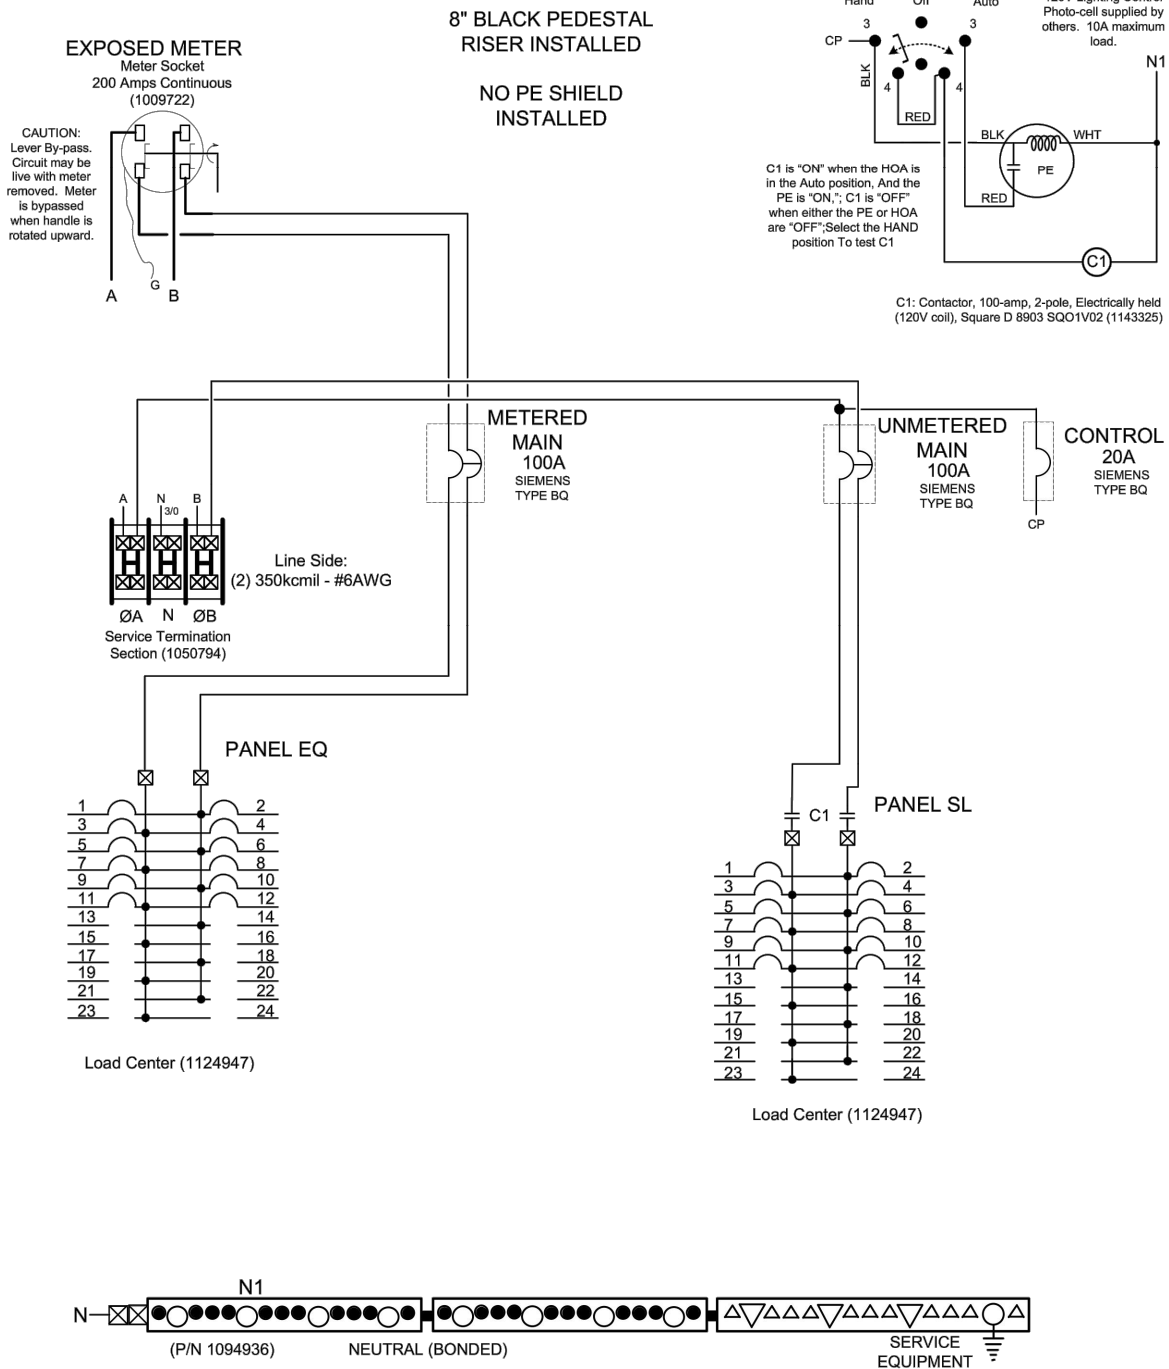 8" BLACK PEDESTAL
RISER INSTALLED
NO PE SHIELD
INSTALLED
EXPOSED METER
Meter Socket
200 Amps Continuous
(1009722)
CAUTION:
Lever By-pass.
Circuit may be
live with meter
removed. Meter
is bypassed
when handle is
rotated upward.
A
G
B
Hand
Off
Auto
3
3
CP
BLK
4
4
RED
Photo-cell supplied by
others. 10A maximum
load.
N1
BLK
WHT
PE
RED
C1
C1 is "ON" when the HOA is
in the Auto position, And the
PE is "ON,"; C1 is "OFF"
when either the PE or HOA
are "OFF";Select the HAND
position To test C1
C1: Contactor, 100-amp, 2-pole, Electrically held
(120V coil), Square D 8903 SQO1V02 (1143325)
METERED
MAIN
100A
SIEMENS
TYPE BQ
UNMETERED
MAIN
100A
SIEMENS
TYPE BQ
CONTROL
20A
SIEMENS
TYPE BQ
CP
A
N
3/0
B
Line Side:
(2) 350kcmil - #6AWG
ØA N ØB
Service Termination
Section (1050794)
PANEL EQ
1 2
3 4
5 6
7 8
9 10
11 12
13 14
15 16
17 18
19 20
21 22
23 24
Load Center (1124947)
PANEL SL
C1
1 2
3 4
5 6
7 8
9 10
11 12
13 14
15 16
17 18
19 20
21 22
23 24
Load Center (1124947)
N1
N
(P/N 1094936)
NEUTRAL (BONDED)
SERVICE
EQUIPMENT